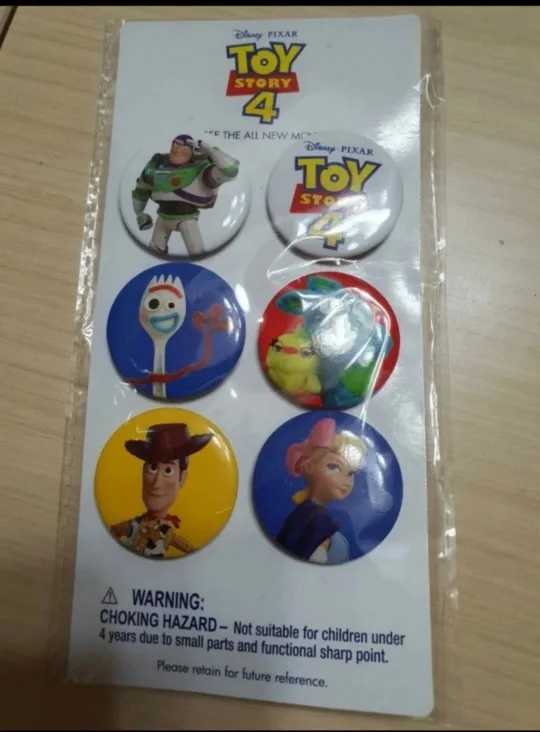 Disney · PIXAR
TOY
STORY
4
THE ALL NEW
Disney · PIXAR
TOY
4
⚠ WARNING:
CHOKING HAZARD – Not suitable for children under
4 years due to small parts and functional sharp point.
Please retain for future reference.